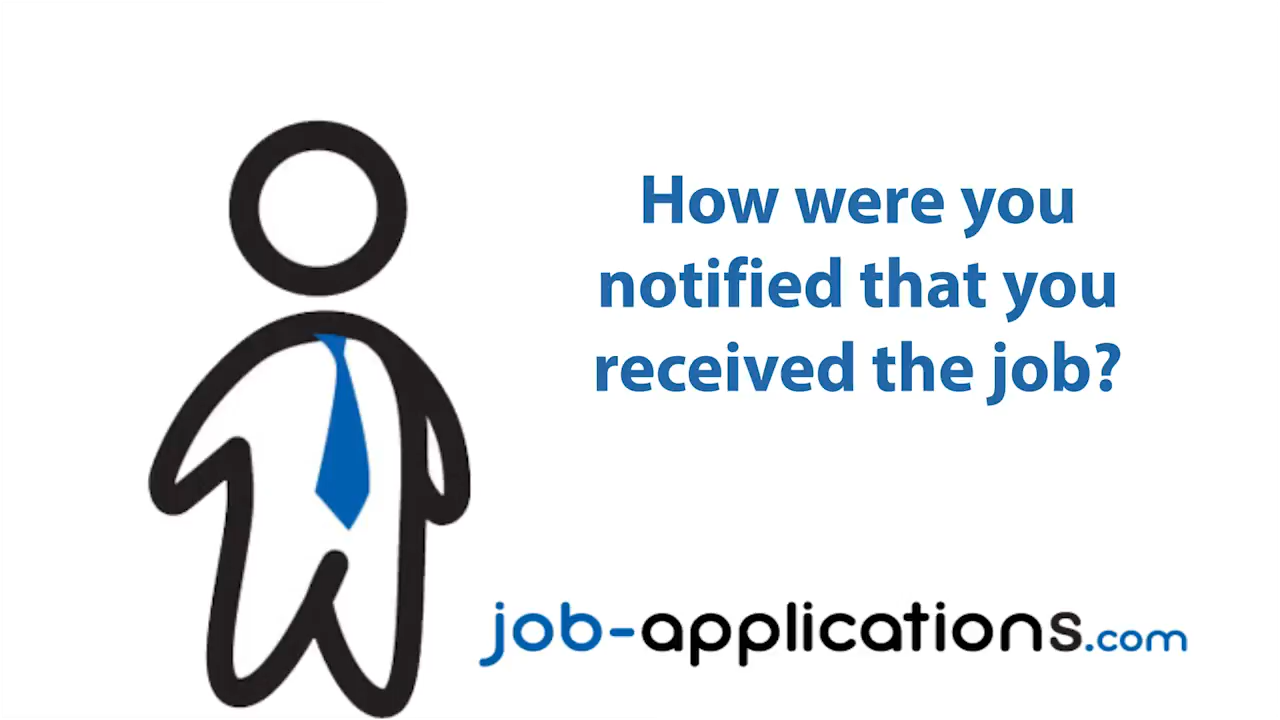 How were you
notified that you
received the job?
job-applications.com